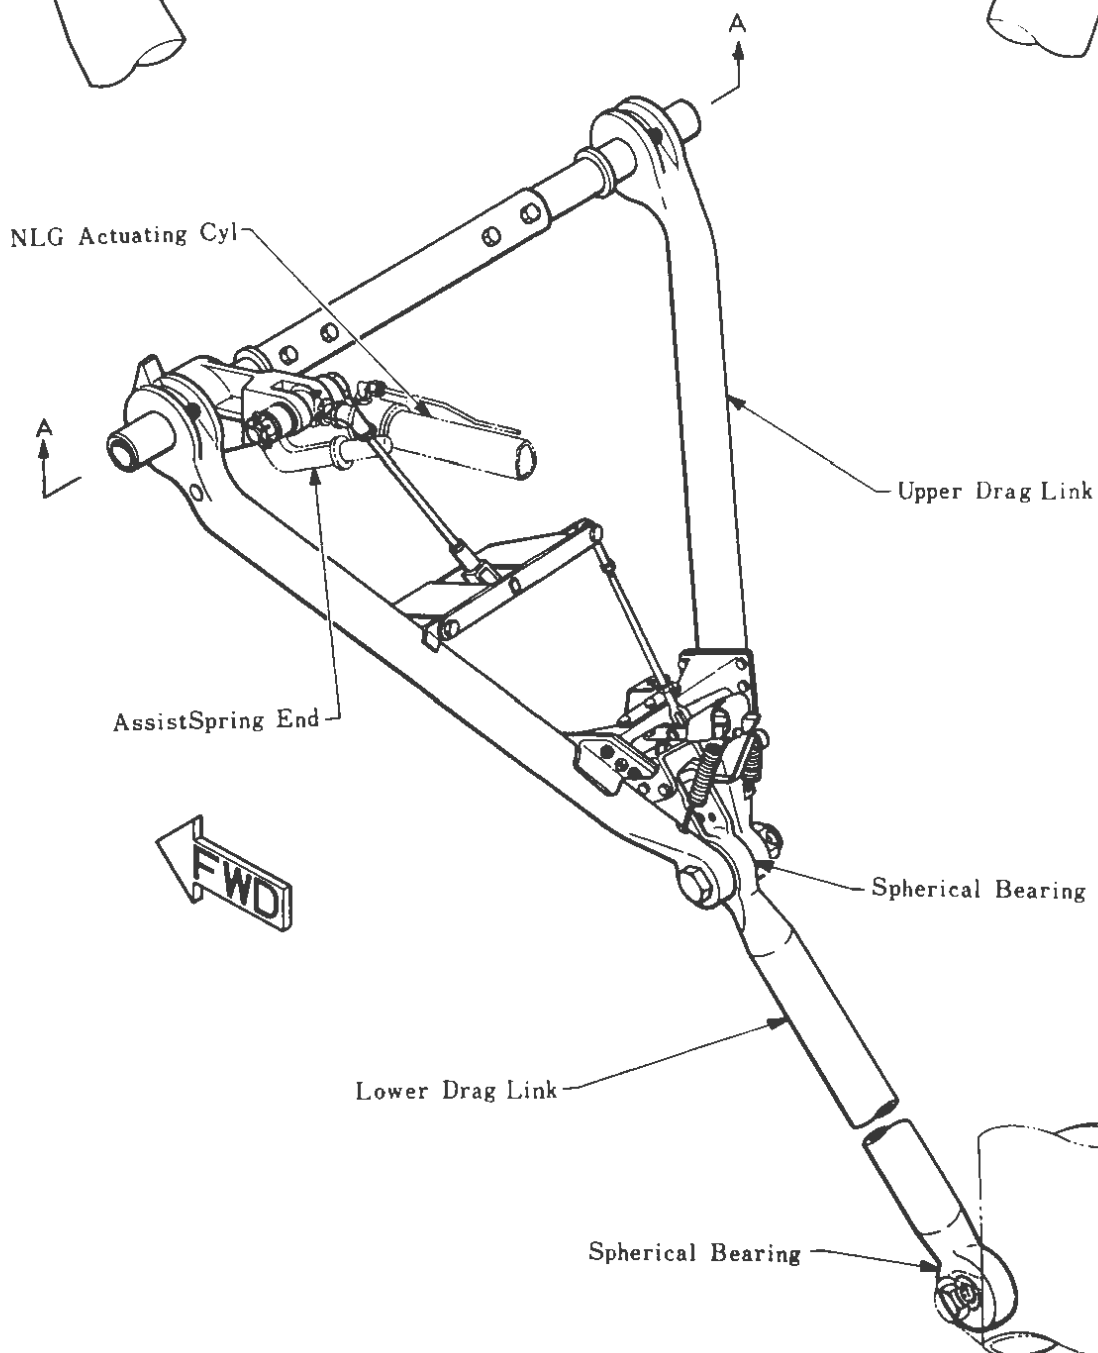 A
NLG Actuating Cyl
A
Upper Drag Link
AssistSpring End
FWD
Spherical Bearing
Lower Drag Link
Spherical Bearing